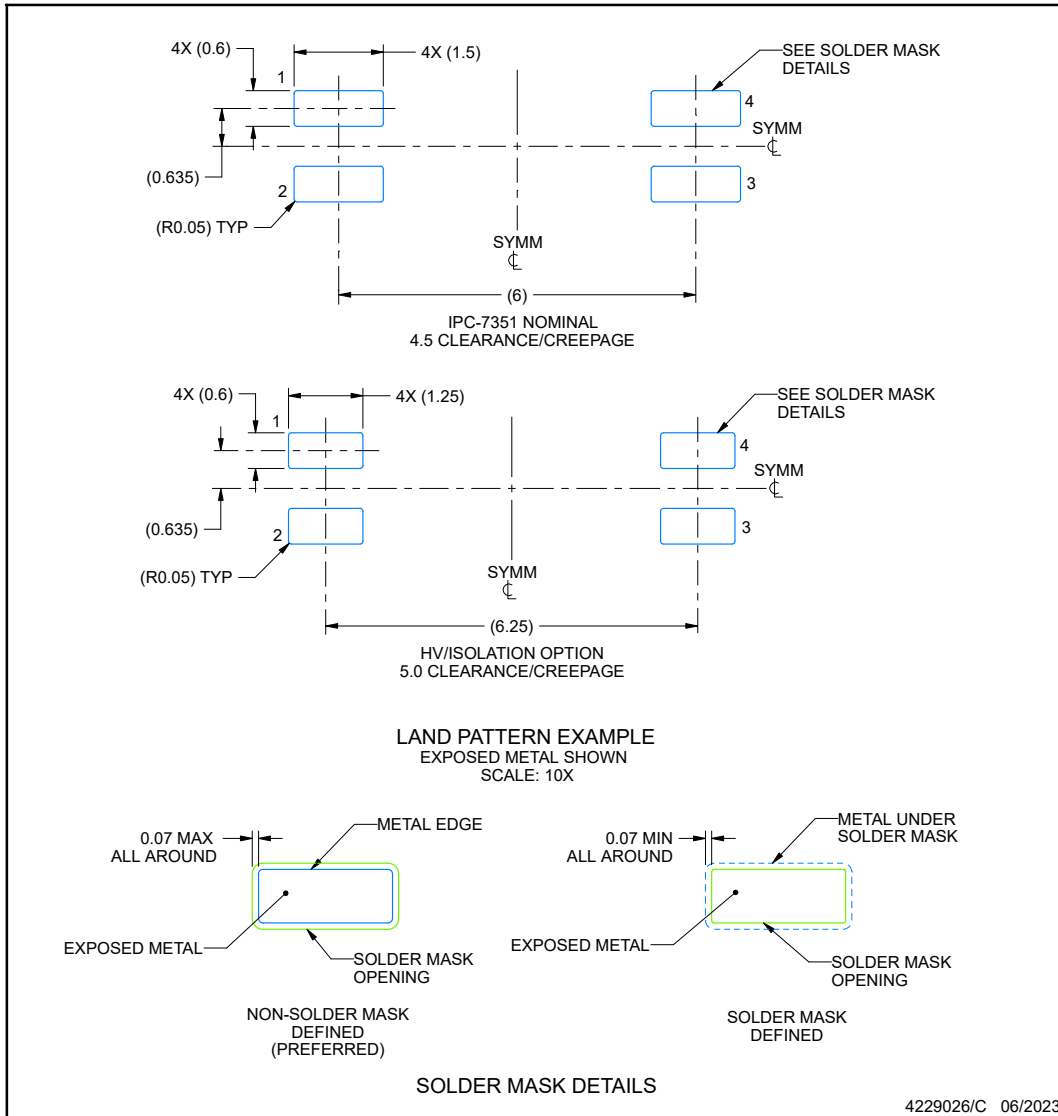 4X (0.6)
4X (1.5)
SEE SOLDER MASK
DETAILS
1
4
SYMM
℄
(0.635)
2
3
(R0.05) TYP
SYMM
℄
(6)
IPC-7351 NOMINAL
4.5 CLEARANCE/CREEPAGE
4X (0.6)
4X (1.25)
SEE SOLDER MASK
DETAILS
1
4
SYMM
℄
(0.635)
2
3
(R0.05) TYP
SYMM
℄
(6.25)
HV/ISOLATION OPTION
5.0 CLEARANCE/CREEPAGE
LAND PATTERN EXAMPLE
EXPOSED METAL SHOWN
SCALE: 10X
0.07 MAX
ALL AROUND
METAL EDGE
EXPOSED METAL
SOLDER MASK
OPENING
NON-SOLDER MASK
DEFINED
(PREFERRED)
0.07 MIN
ALL AROUND
METAL UNDER
SOLDER MASK
EXPOSED METAL
SOLDER MASK
OPENING
SOLDER MASK
DEFINED
SOLDER MASK DETAILS
4229026/C 06/2023